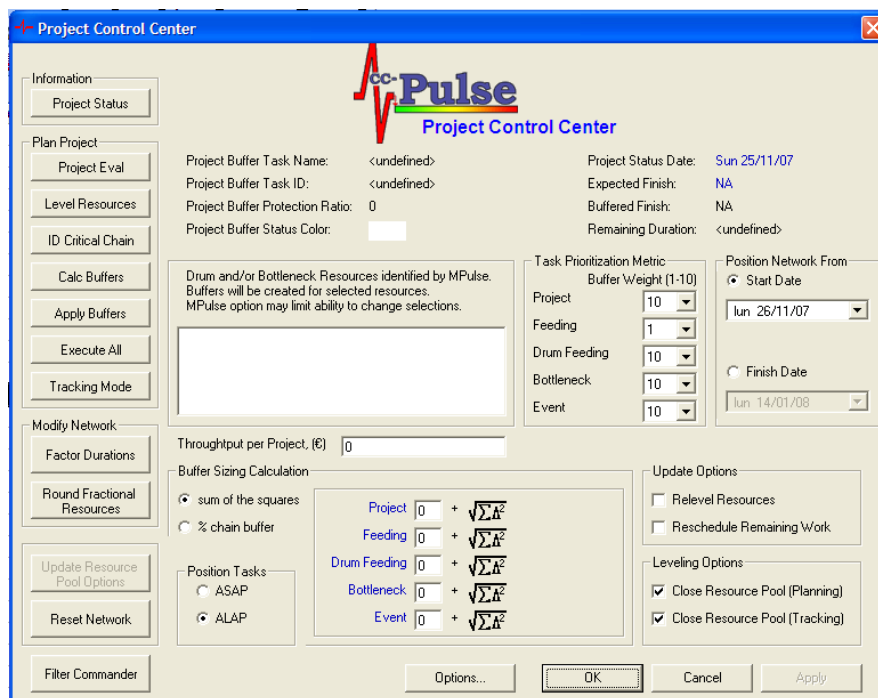 Project Control Center
cc-Pulse
Project Control Center
Information
Project Status
Plan Project
Project Eval
Level Resources
ID Critical Chain
Calc Buffers
Apply Buffers
Execute All
Tracking Mode
Modify Network
Factor Durations
Round Fractional
Resources
Update Resource
Pool Options
Reset Network
Filter Commander
Project Buffer Task Name: <undefined>
Project Buffer Task ID: <undefined>
Project Buffer Protection Ratio: 0
Project Buffer Status Color:
Project Status Date: Sun 25/11/07
Expected Finish: NA
Buffered Finish: NA
Remaining Duration: <undefined>
Drum and/or Bottleneck Resources identified by MPulse.
Buffers will be created for selected resources.
MPulse option may limit ability to change selections.
Task Prioritization Metric
Buffer Weight (1-10)
Project 10
Feeding 1
Drum Feeding 10
Bottleneck 10
Event 10
Position Network From
Start Date
lun 26/11/07
Finish Date
lun 14/01/08
Throughtput per Project, (€) 0
Buffer Sizing Calculation
sum of the squares
% chain buffer
Position Tasks
ASAP
ALAP
Project 0 + √∑Δ²
Feeding 0 + √∑Δ²
Drum Feeding 0 + √∑Δ²
Bottleneck 0 + √∑Δ²
Event 0 + √∑Δ²
Update Options
Relevel Resources
Reschedule Remaining Work
Leveling Options
Close Resource Pool (Planning)
Close Resource Pool (Tracking)
Options...
OK
Cancel
Apply